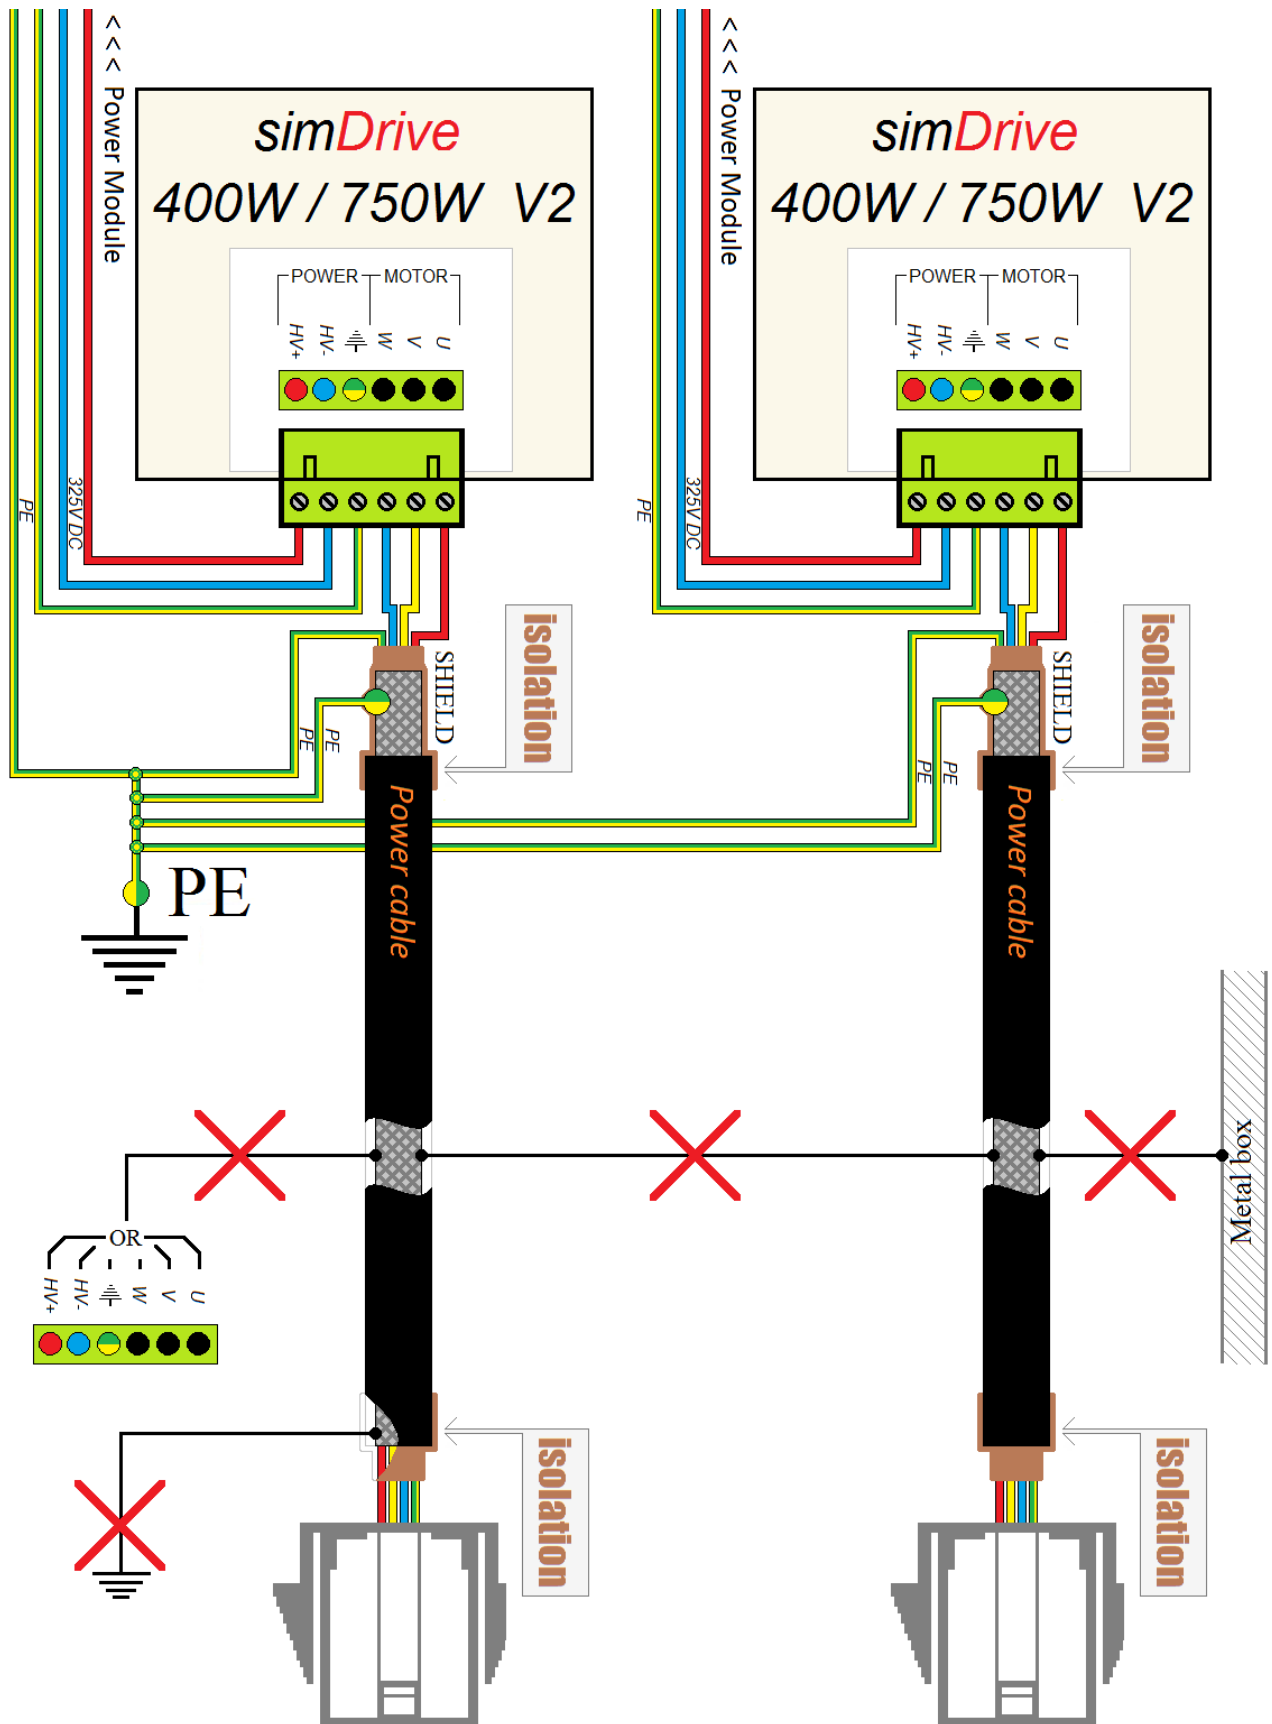 <<< Power Module
simDrive
400W / 750W V2
POWER MOTOR
HV+ HV- W V U
325V DC
PE
isolation
SHIELD
PE
PE
Power cable
<<< Power Module
simDrive
400W / 750W V2
POWER MOTOR
HV+ HV- W V U
325V DC
PE
isolation
SHIELD
PE
PE
Power cable
PE
Metal box
OR
HV+ HV- W V U
isolation
isolation